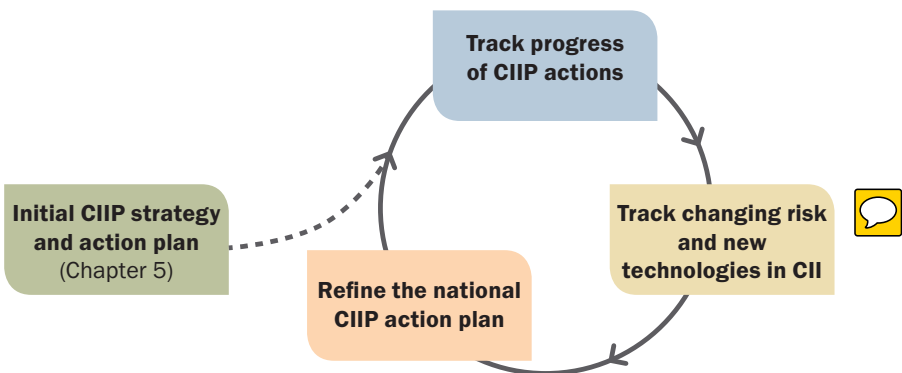 Track progress
of CIIP actions
Initial CIIP strategy
and action plan
(Chapter 5)
Track changing risk
and new
technologies in CII
Refine the national
CIIP action plan